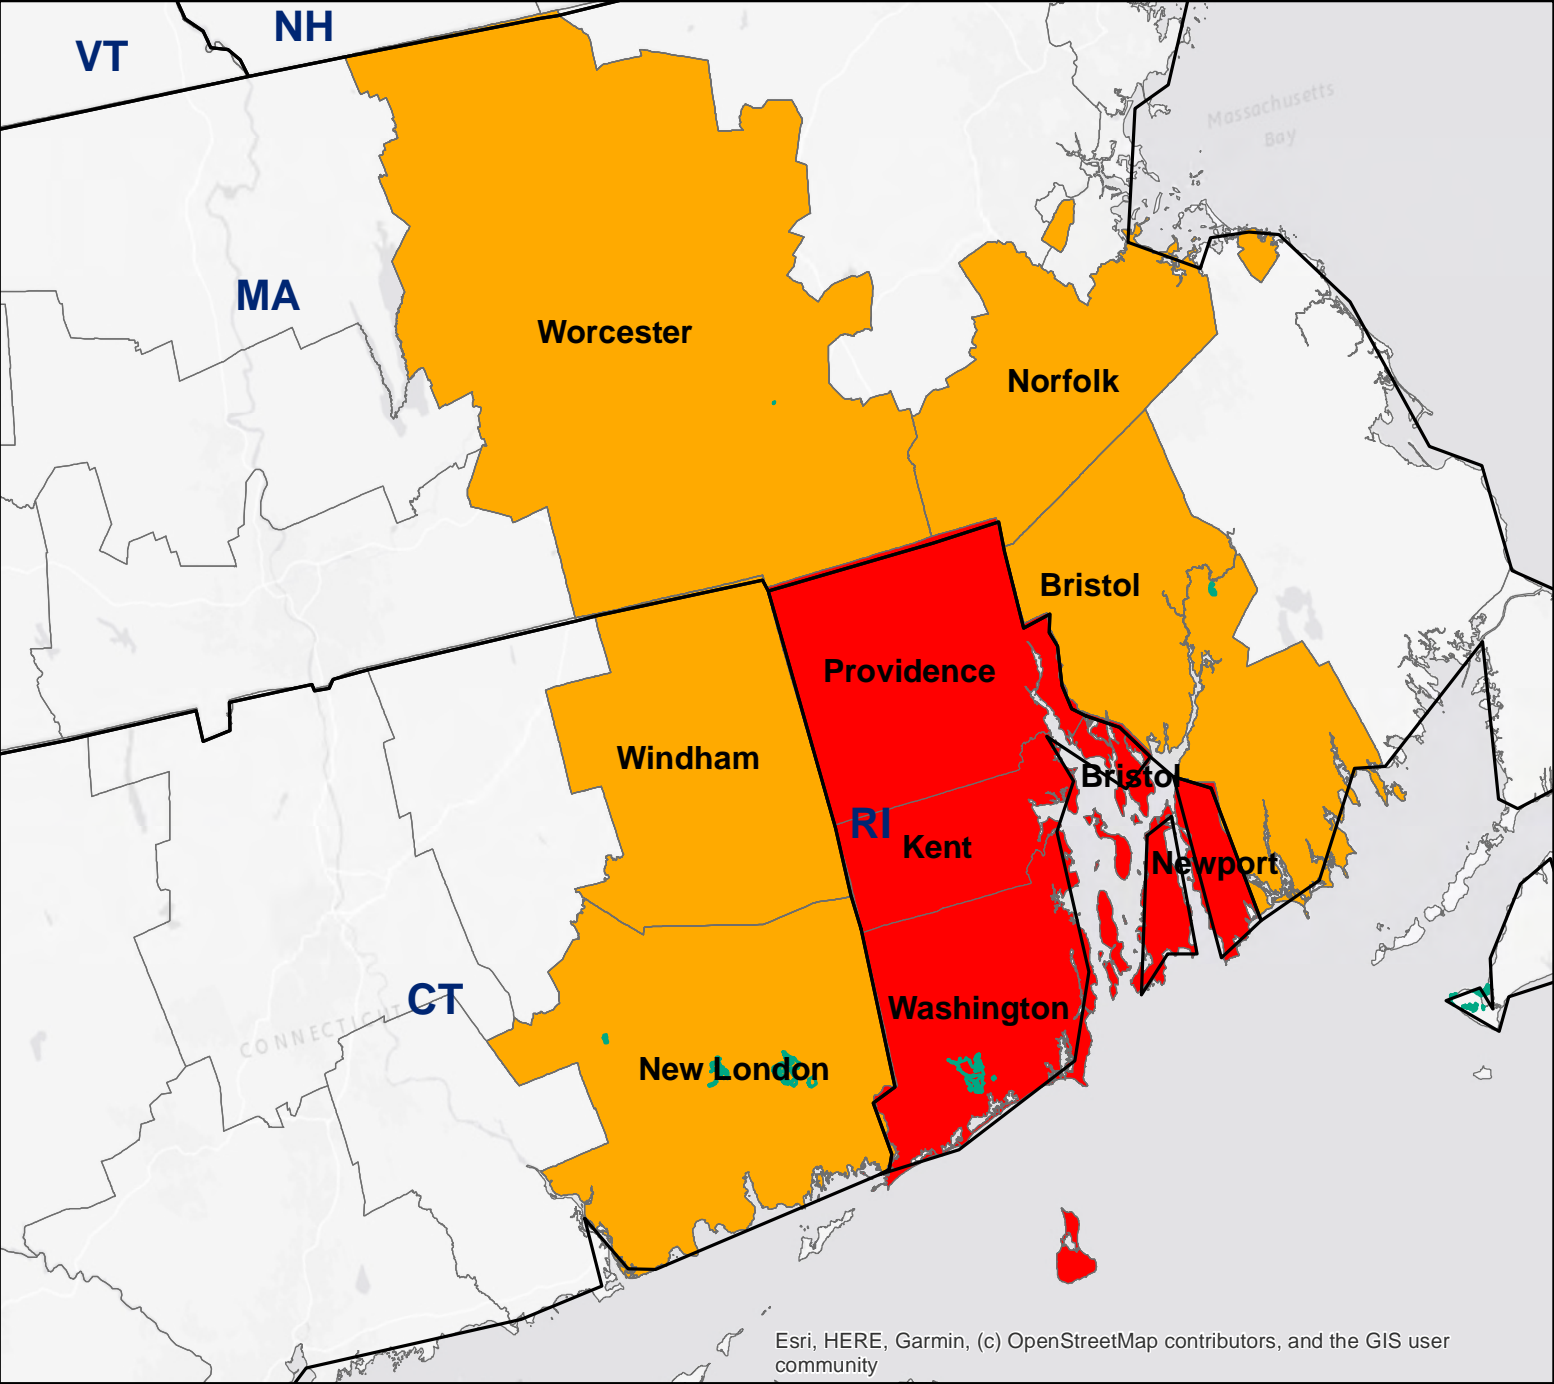 NH
VT
Massachusetts
Bay
MA
Worcester
Norfolk
Bristol
Providence
Windham
Bristol
RI
Kent
Newport
CT
Washington
CONNECTICUT
New London
Esri, HERE, Garmin, (c) OpenStreetMap contributors, and the GIS user
community